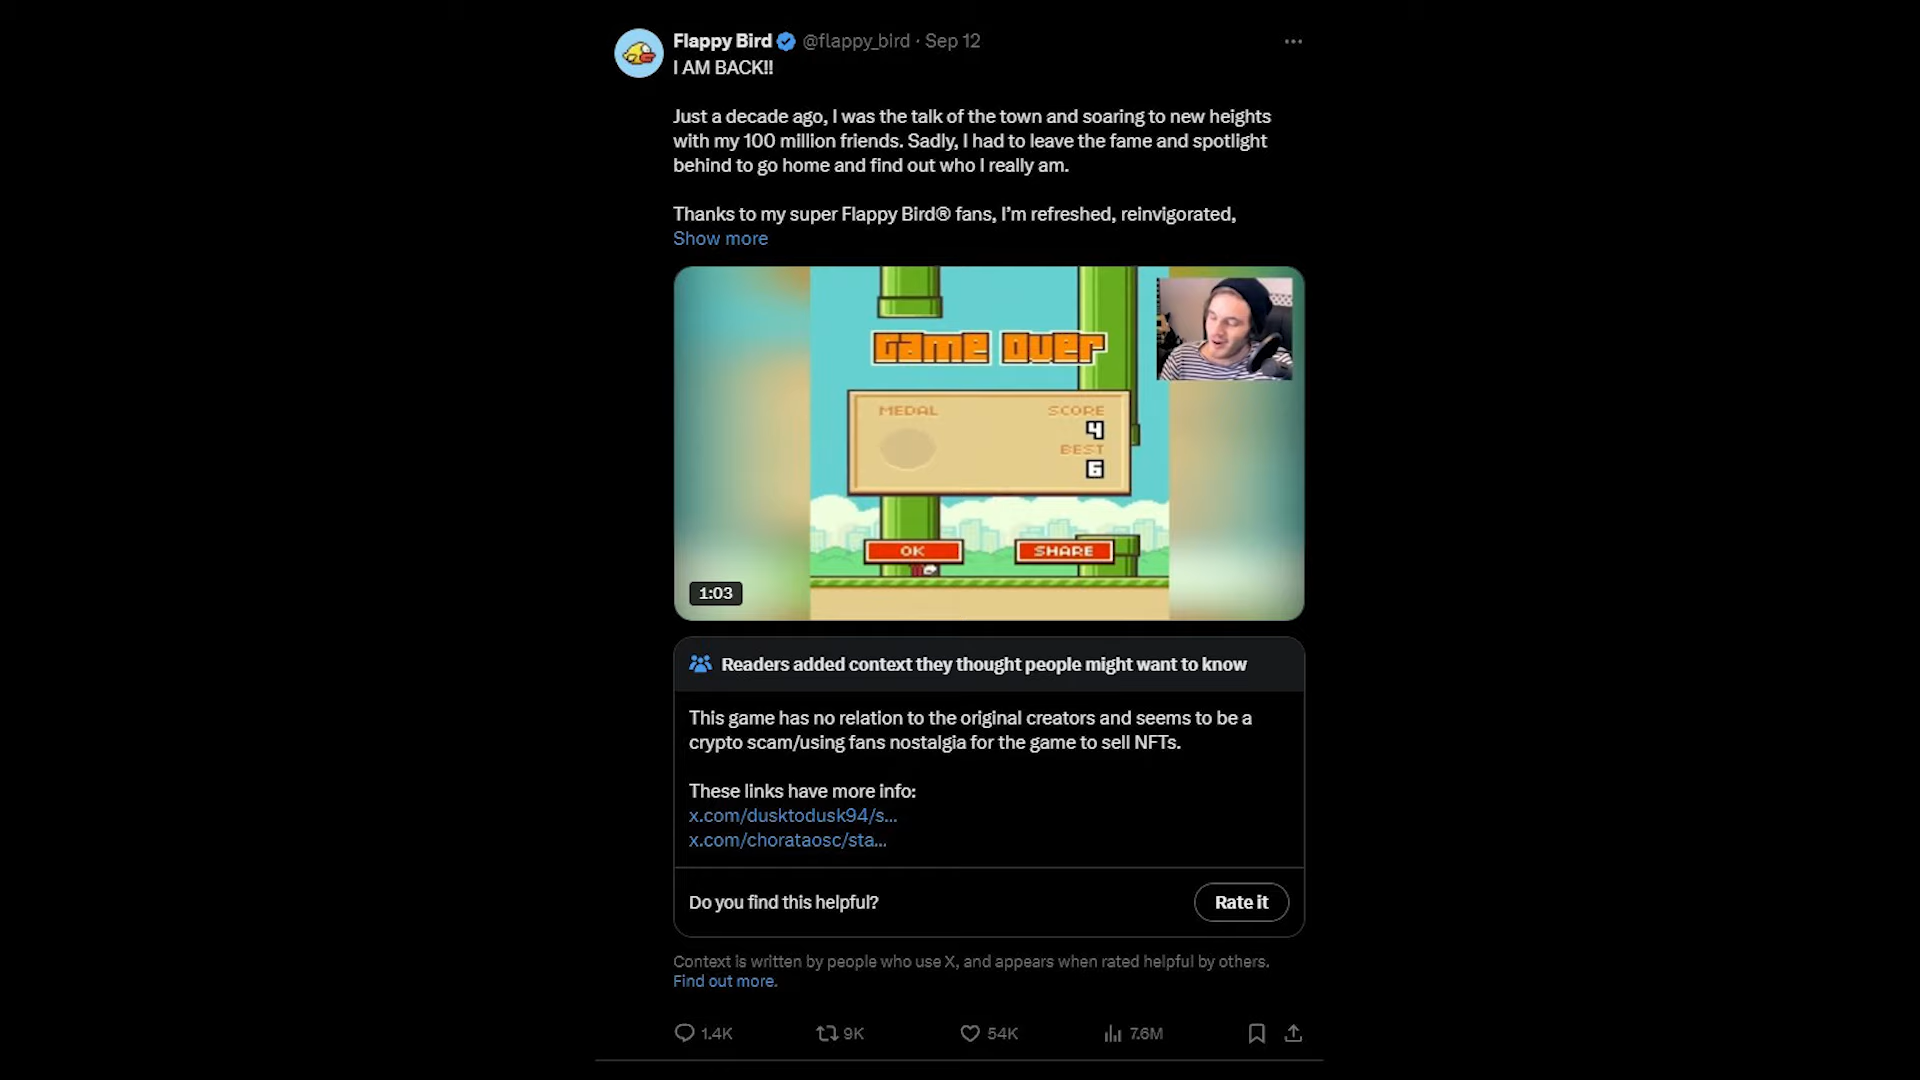 Flappy Bird @flappy_bird · Sep 12
I AM BACK!!
Just a decade ago, I was the talk of the town and soaring to new heights
with my 100 million friends. Sadly, I had to leave the fame and spotlight
behind to go home and find out who I really am.
Thanks to my super Flappy Bird® fans, I’m refreshed, reinvigorated,
Show more
Game Over
MEDAL SCORE
4
BEST
6
OK SHARE
1:03
Readers added context they thought people might want to know
This game has no relation to the original creators and seems to be a
crypto scam/using fans nostalgia for the game to sell NFTs.
These links have more info:
x.com/dusktodusk94/s...
x.com/chorataosc/sta...
Do you find this helpful? Rate it
Context is written by people who use X, and appears when rated helpful by others.
Find out more.
1.4K 9K 54K 7.6M